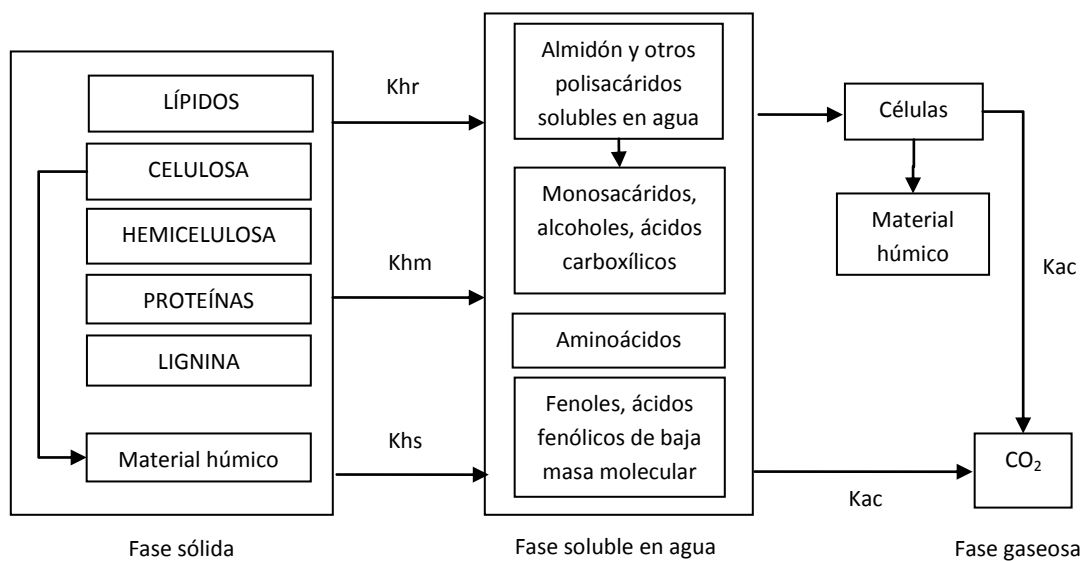 LÍPIDOS
CELULOSA
HEMICELULOSA
PROTEÍNAS
LIGNINA
Material húmico
Fase sólida
Khr
Khm
Khs
Almidón y otros
polisacáridos
solubles en agua
Monosacáridos,
alcoholes, ácidos
carboxílicos
Aminoácidos
Fenoles, ácidos
fenólicos de baja
masa molecular
Fase soluble en agua
Células
Material
húmico
Kac
Kac
CO₂
Fase gaseosa